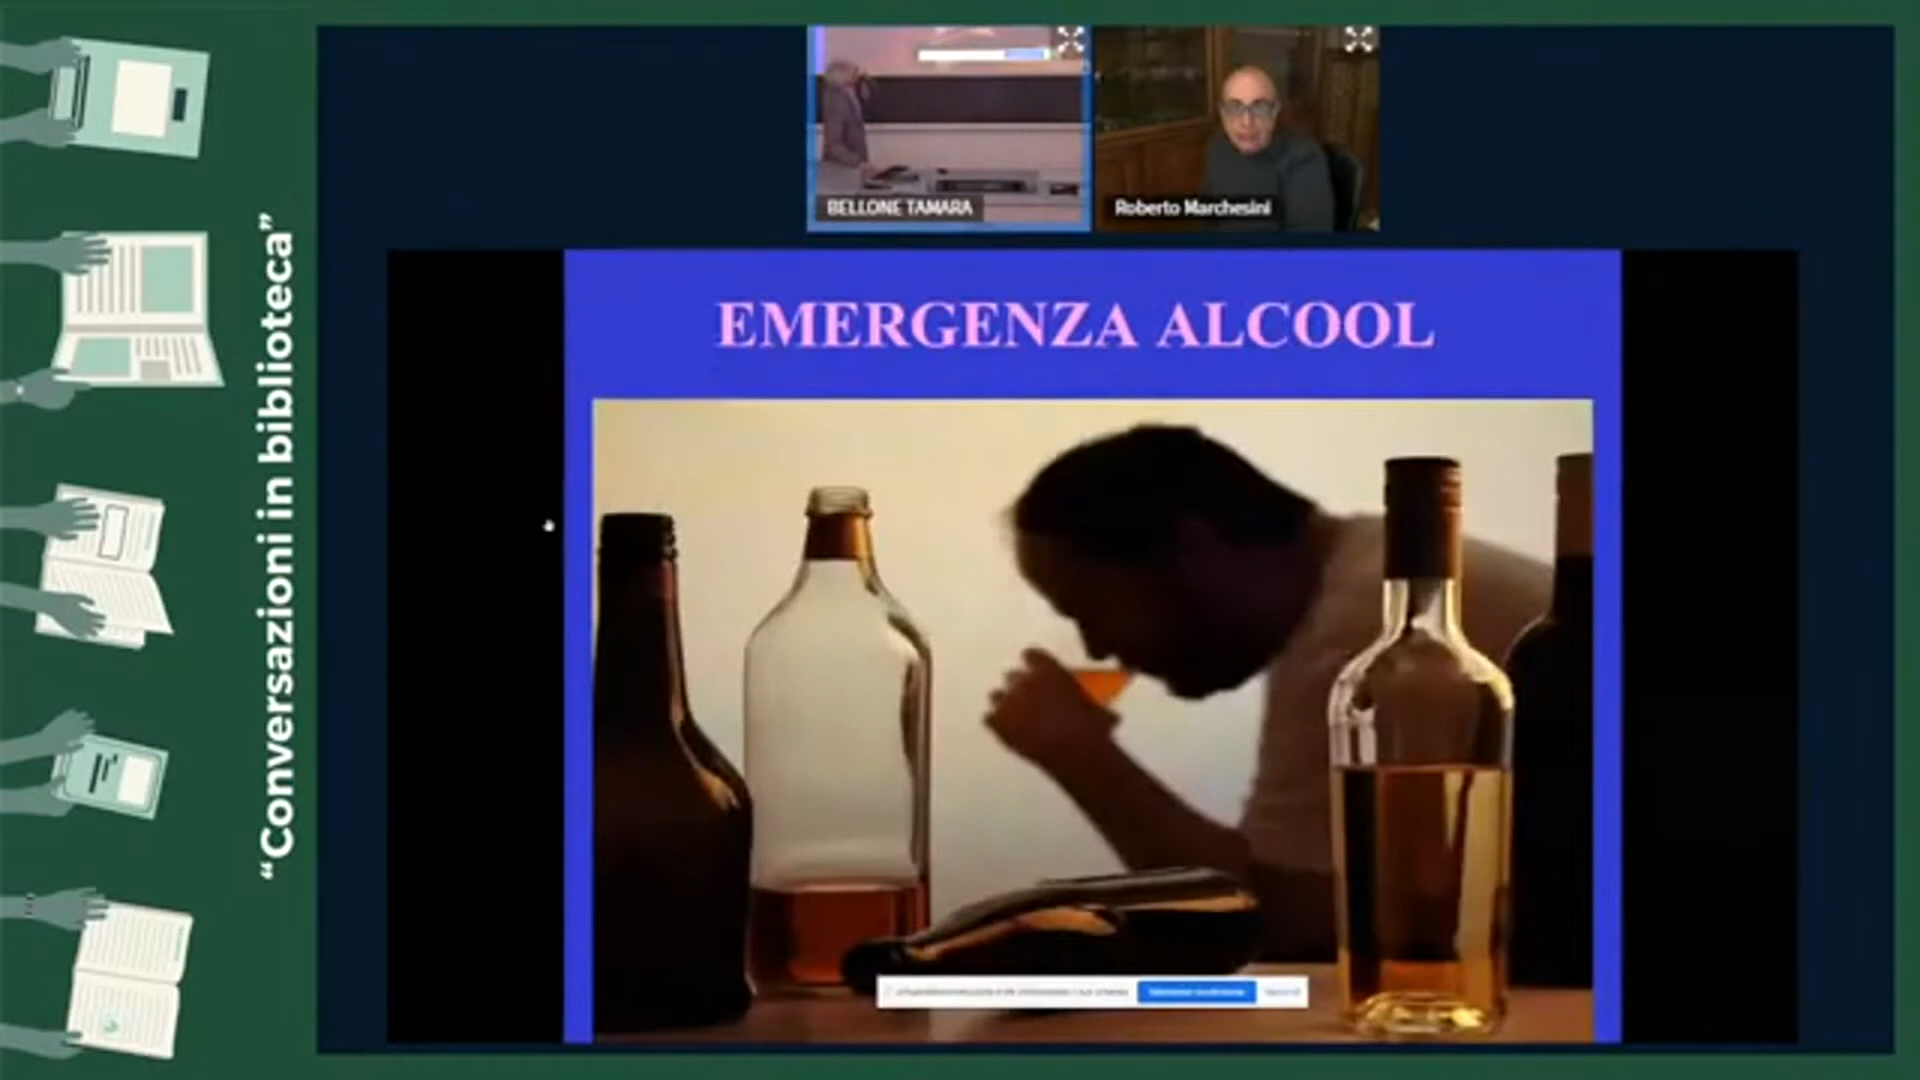 “Conversazioni in biblioteca”
BELLONE TAMARA
Roberto Marchesini
EMERGENZA ALCOOL